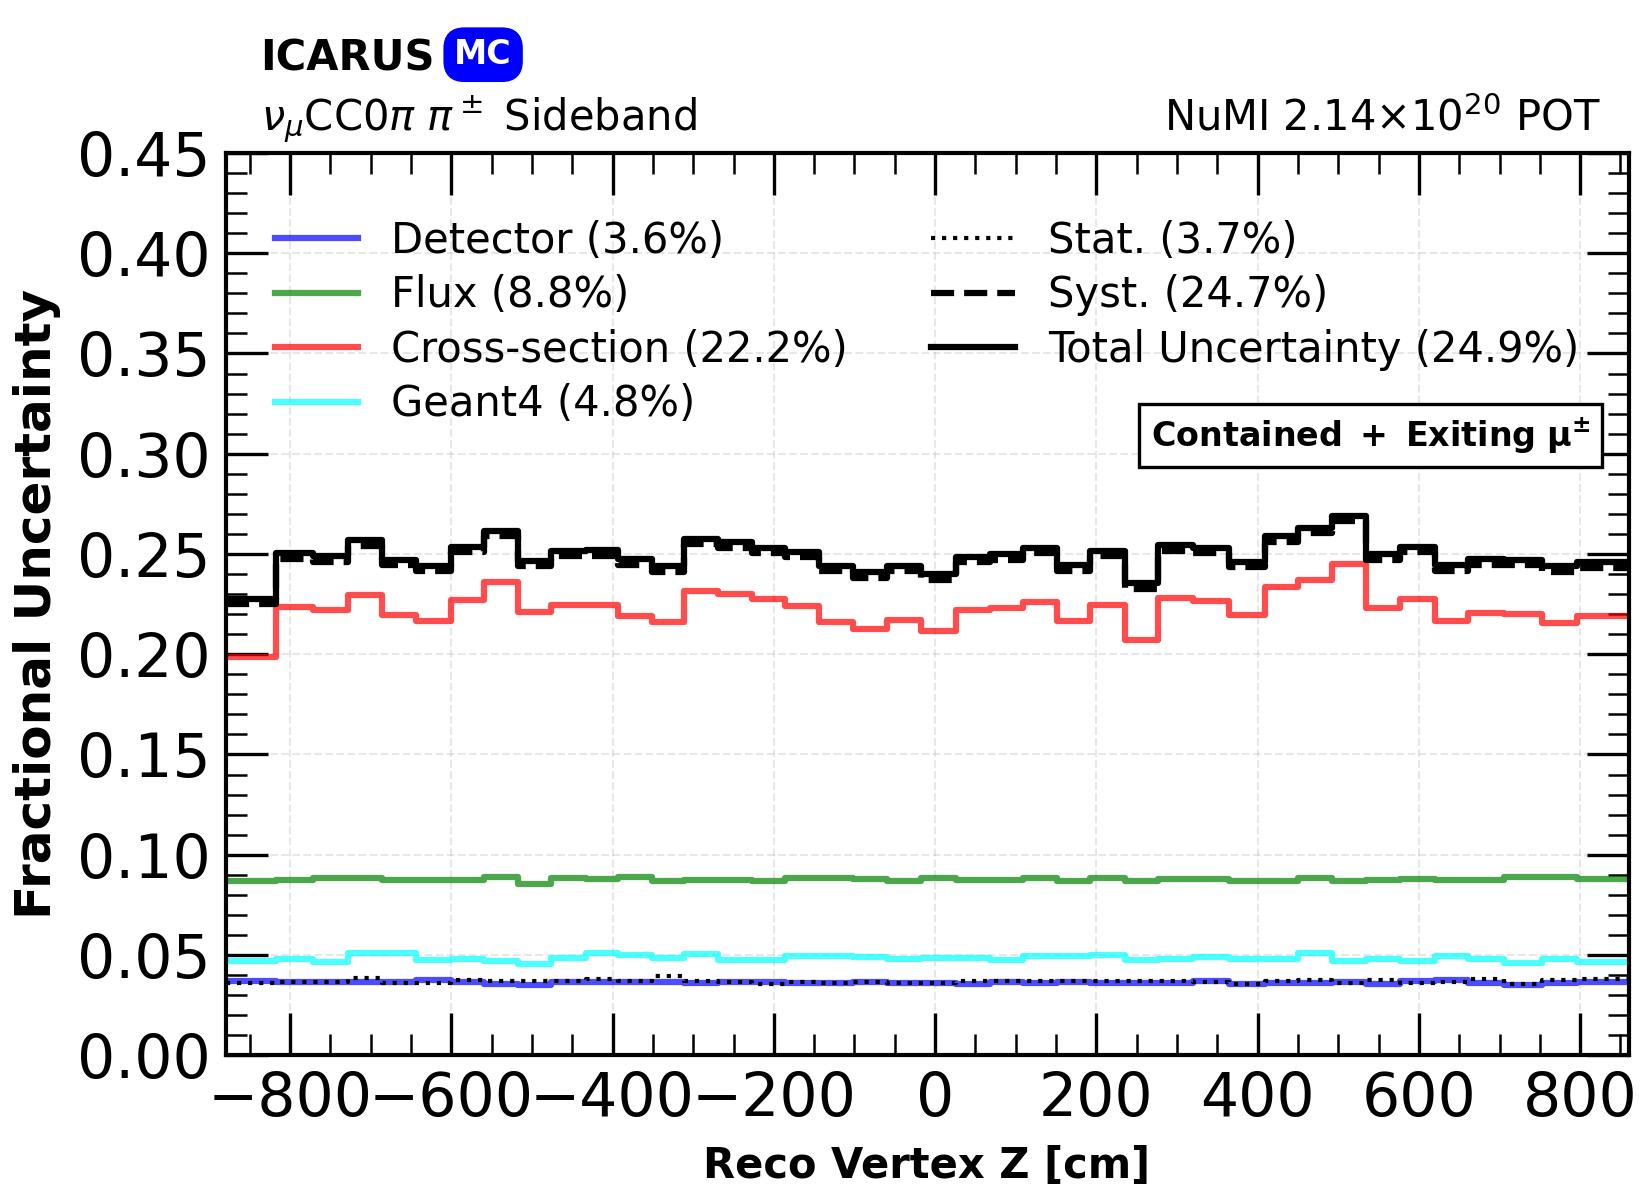 ICARUS MC
νμCC0π π± Sideband
NuMI 2.14×10²⁰ POT
0.45
0.40
0.35
0.30
0.25
0.20
0.15
0.10
0.05
0.00
Fractional Uncertainty
Detector (3.6%)
Flux (8.8%)
Cross-section (22.2%)
Geant4 (4.8%)
Stat. (3.7%)
Syst. (24.7%)
Total Uncertainty (24.9%)
Contained + Exiting μ±
−800 −600 −400 −200 0 200 400 600 800
Reco Vertex Z [cm]